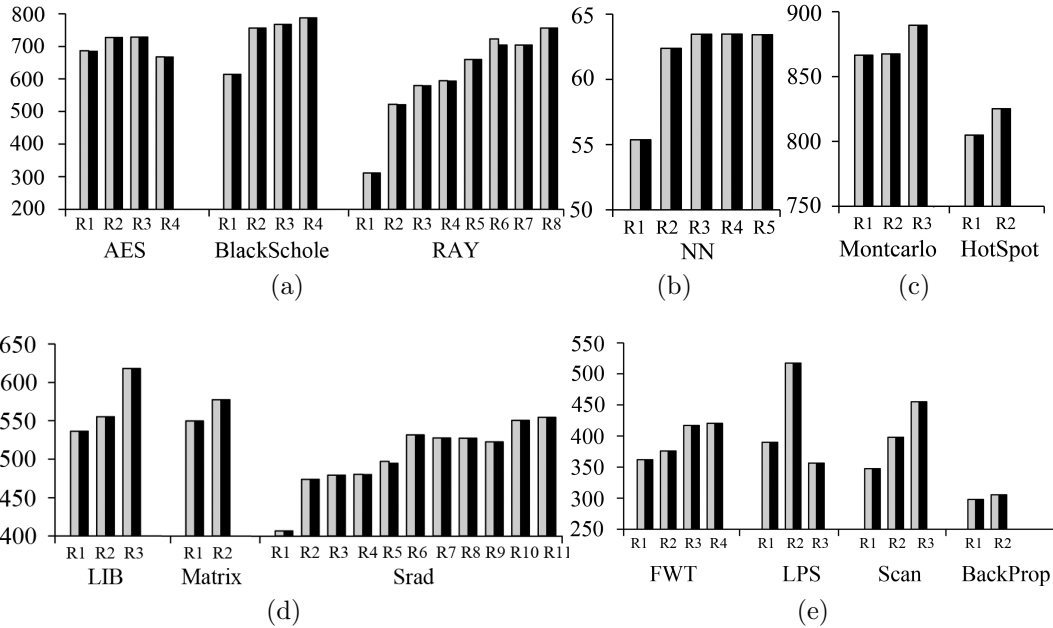 800
700
600
500
400
300
200
R1 R2 R3 R4 R1 R2 R3 R4 R1 R2 R3 R4 R5 R6 R7 R8
AES BlackSchole RAY
(a)
65
60
55
50
R1 R2 R3 R4 R5
NN
(b)
900
850
800
750
R1 R2 R3 R1 R2
Montcarlo HotSpot
(c)
650
600
550
500
450
400
R1 R2 R3 R1 R2 R1 R2 R3 R4 R5 R6 R7 R8 R9 R10 R11
LIB Matrix Srad
(d)
550
500
450
400
350
300
250
R1 R2 R3 R4 R1 R2 R3 R1 R2 R3 R1 R2
FWT LPS Scan BackProp
(e)